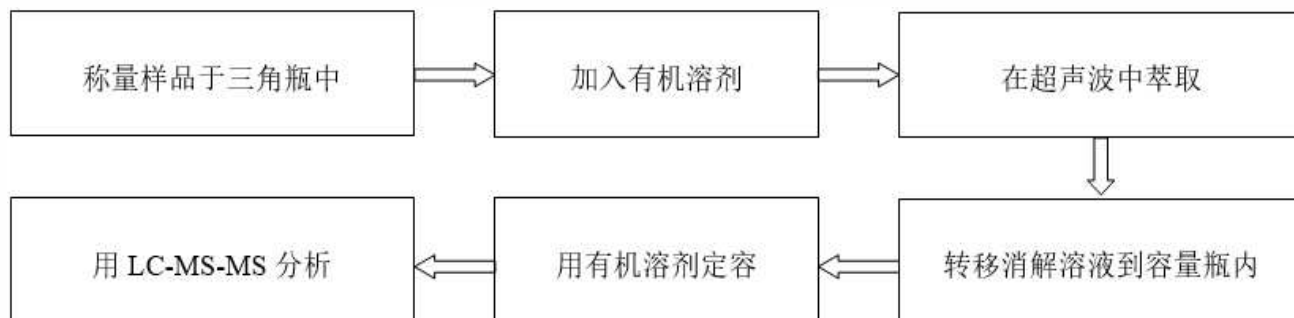 称量样品于三角瓶中
加入有机溶剂
在超声波中萃取
转移消解溶液到容量瓶内
用有机溶剂定容
用 LC-MS-MS 分析